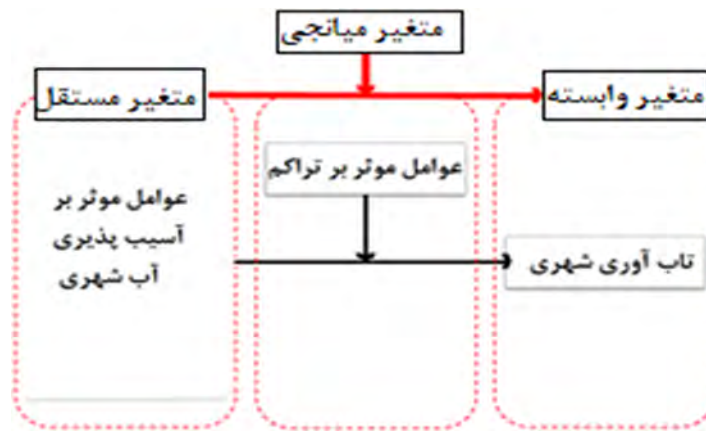 متغیر میانجی
متغیر مستقل
متغیر وابسته
عوامل موثر بر تراکم
عوامل موثر بر
آسیب پذیری
آب شهری
تاب آوری شهری